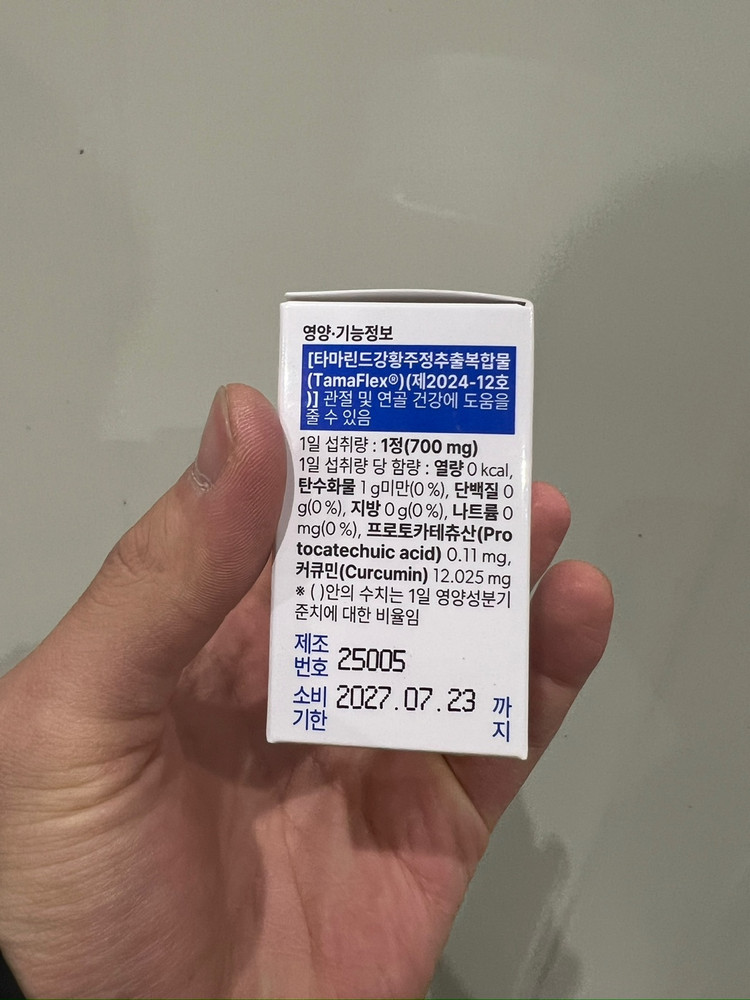 영양·기능정보
[타마린드강황주정추출복합물
(TamaFlex®)(제2024-12호
)] 관절 및 연골 건강에 도움을
줄 수 있음
1일 섭취량 : 1정(700 mg)
1일 섭취량 당 함량 : 열량 0 kcal,
탄수화물 1 g미만(0 %), 단백질 0
g(0 %), 지방 0 g(0 %), 나트륨 0
mg(0 %), 프로토카테츄산(Pro
tocatechuic acid) 0.11 mg,
커큐민(Curcumin) 12.025 mg
※ ( )안의 수치는 1일 영양성분기
준치에 대한 비율임
제조
번호 25005
소비
기한 2027.07.23 까
지